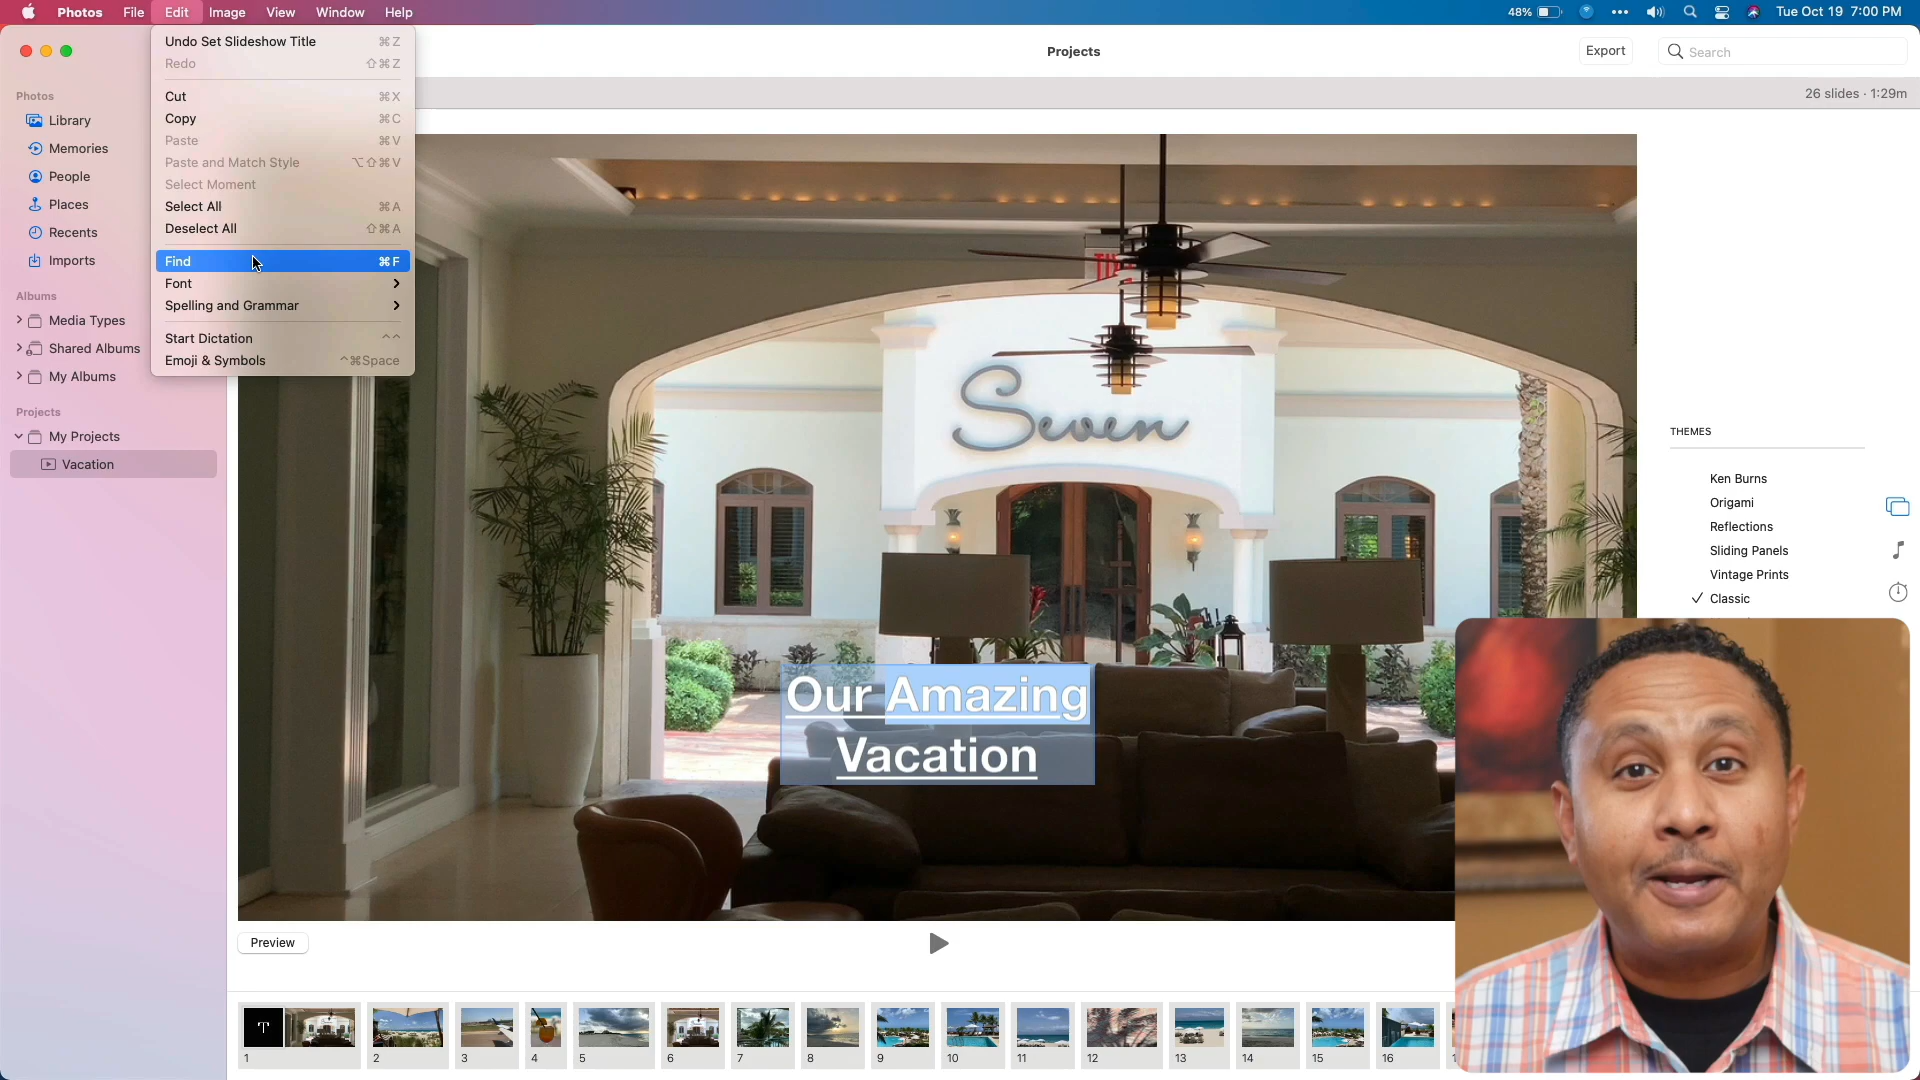 Photos File Edit Image View Window Help
48% Tue Oct 19 7:00 PM
Undo Set Slideshow Title ⌘Z
Redo ⇧⌘Z
Cut ⌘X
Copy ⌘C
Paste ⌘V
Paste and Match Style ⌥⇧⌘V
Select Moment
Select All ⌘A
Deselect All ⇧⌘A
Find ⌘F
Font
Spelling and Grammar
Start Dictation ^^
Emoji & Symbols ^⌘Space
Projects
Export
Search
26 slides · 1:29m
Photos
Library
Memories
People
Places
Recents
Imports
Albums
Media Types
Shared Albums
My Albums
Projects
My Projects
Vacation
Seven
Our Amazing
Vacation
THEMES
Ken Burns
Origami
Reflections
Sliding Panels
Vintage Prints
✓ Classic
Preview
T
1 2 3 4 5 6 7 8 9 10 11 12 13 14 15 16